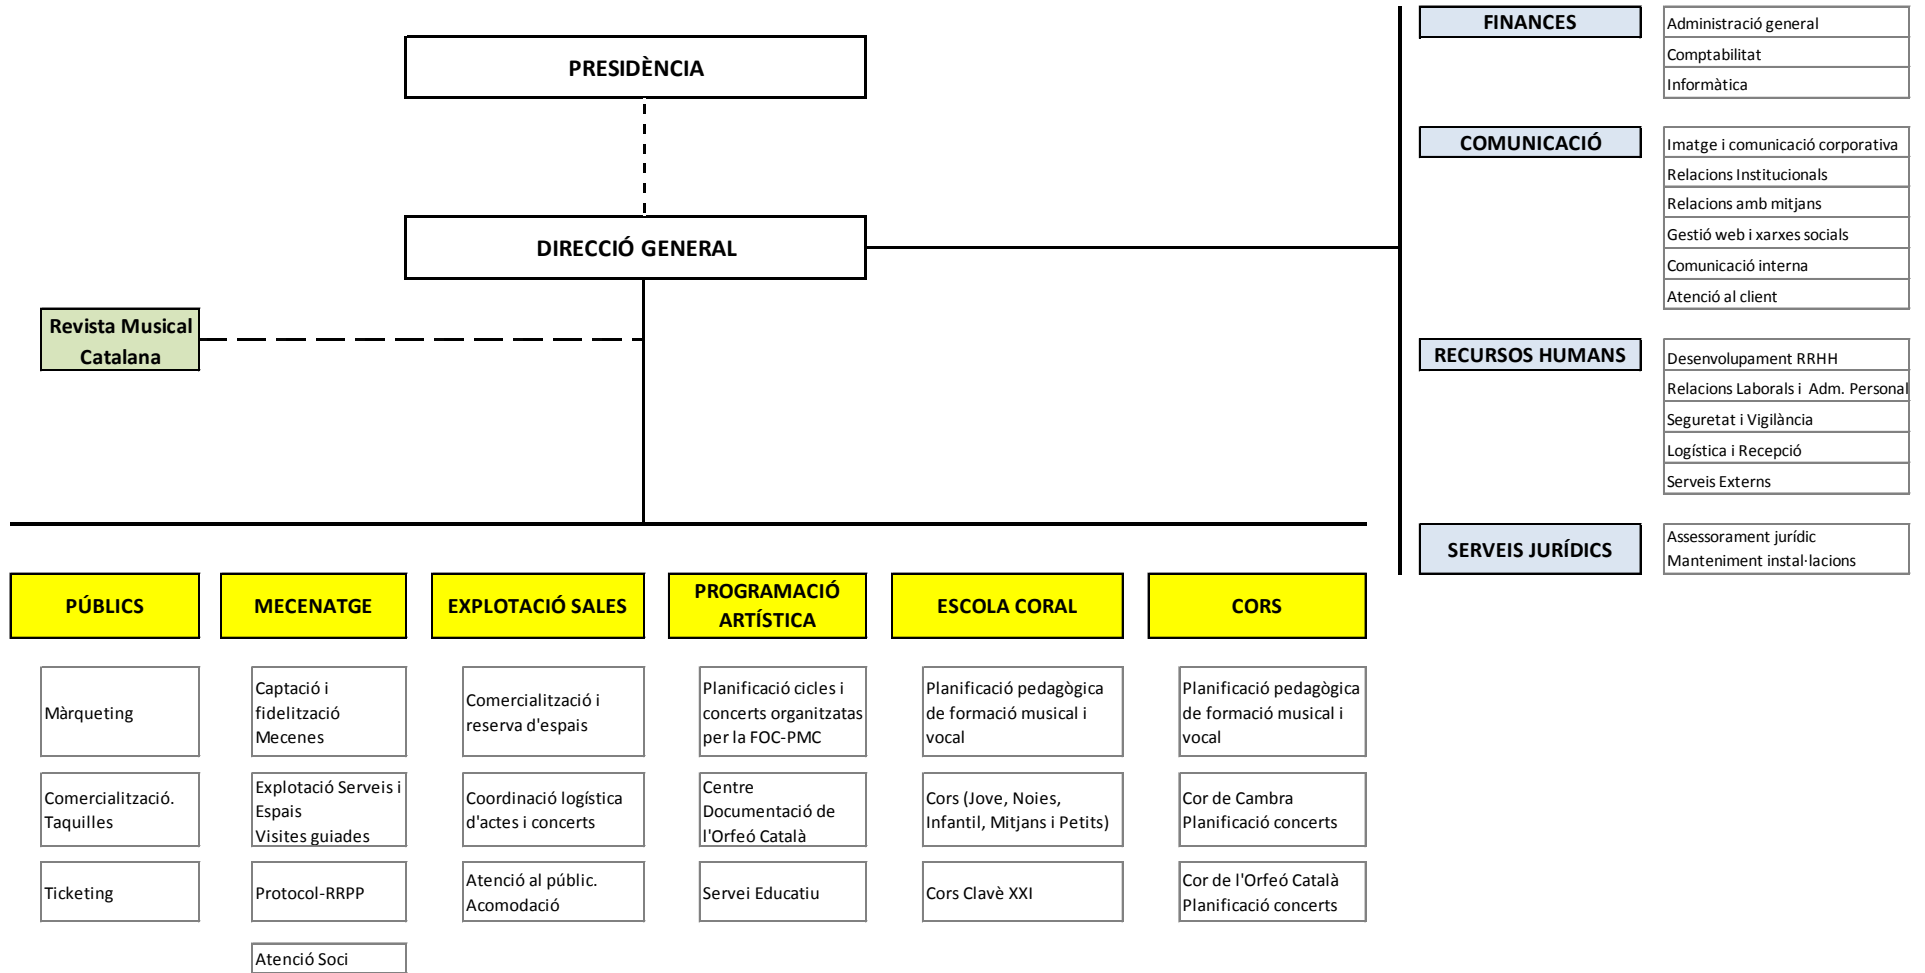 PRESIDÈNCIA
DIRECCIÓ GENERAL
Revista Musical
Catalana
FINANCES
Administració general
Comptabilitat
Informàtica
COMUNICACIÓ
Imatge i comunicació corporativa
Relacions Institucionals
Relacions amb mitjans
Gestió web i xarxes socials
Comunicació interna
Atenció al client
RECURSOS HUMANS
Desenvolupament RRHH
Relacions Laborals i Adm. Personal
Seguretat i Vigilància
Logística i Recepció
Serveis Externs
SERVEIS JURÍDICS
Assessorament jurídic
Manteniment instal·lacions
PÚBLICS
Màrqueting
Comercialització.
Taquilles
Ticketing
MECENATGE
Captació i
fidelització
Mecenes
Explotació Serveis i
Espais
Visites guiades
Protocol-RRPP
Atenció Soci
EXPLOTACIÓ SALES
Comercialització i
reserva d'espais
Coordinació logística
d'actes i concerts
Atenció al públic.
Acomodació
PROGRAMACIÓ
ARTÍSTICA
Planificació cicles i
concerts organitzatas
per la FOC-PMC
Centre
Documentació de
l'Orfeó Català
Servei Educatiu
ESCOLA CORAL
Planificació pedagògica
de formació musical i
vocal
Cors (Jove, Noies,
Infantil, Mitjans i Petits)
Cors Clavè XXI
CORS
Planificació pedagògica
de formació musical i
vocal
Cor de Cambra
Planificació concerts
Cor de l'Orfeó Català
Planificació concerts